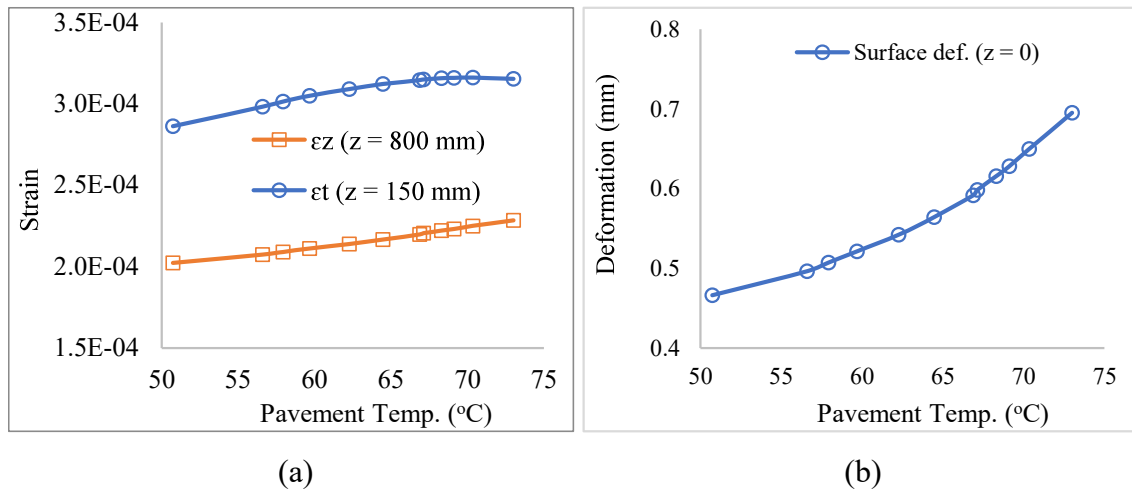 3.5E-04
3.0E-04
2.5E-04
2.0E-04
1.5E-04
Strain
εz (z = 800 mm)
εt (z = 150 mm)
50 55 60 65 70 75
Pavement Temp. (°C)
(a)
0.8
0.7
0.6
0.5
0.4
Deformation (mm)
Surface def. (z = 0)
50 55 60 65 70 75
Pavement Temp. (°C)
(b)